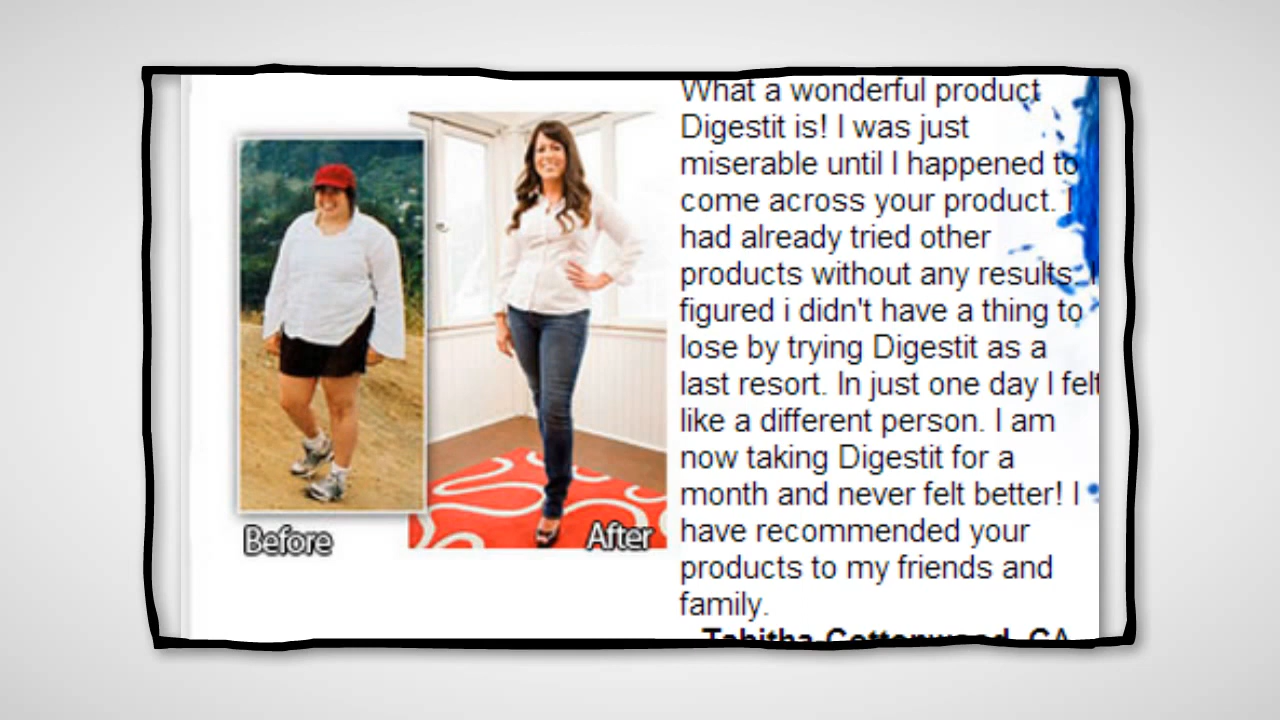 What a wonderful product
Digestit is! I was just
miserable until I happened to
come across your product. I
had already tried other
products without any results. I
figured i didn't have a thing to
lose by trying Digestit as a
last resort. In just one day I felt
like a different person. I am
now taking Digestit for a
month and never felt better! I
have recommended your
products to my friends and
family.
Tabitha Cottonwood, CA
Before
After